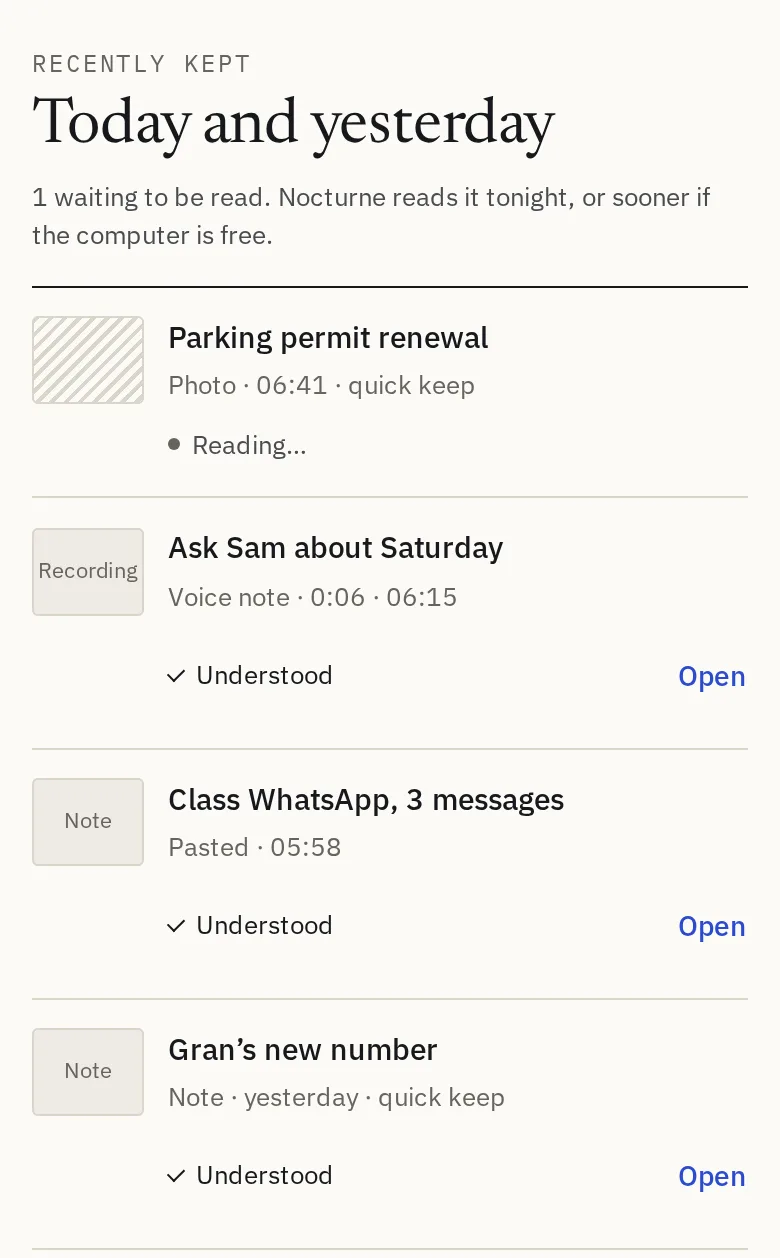 RECENTLY KEPT
Today and yesterday
1 waiting to be read. Nocturne reads it tonight, or sooner if
the computer is free.
Parking permit renewal
Photo · 06:41 · quick keep
Reading…
Recording
Ask Sam about Saturday
Voice note · 0:06 · 06:15
✓ Understood
Open
Note
Class WhatsApp, 3 messages
Pasted · 05:58
✓ Understood
Open
Note
Gran’s new number
Note · yesterday · quick keep
✓ Understood
Open